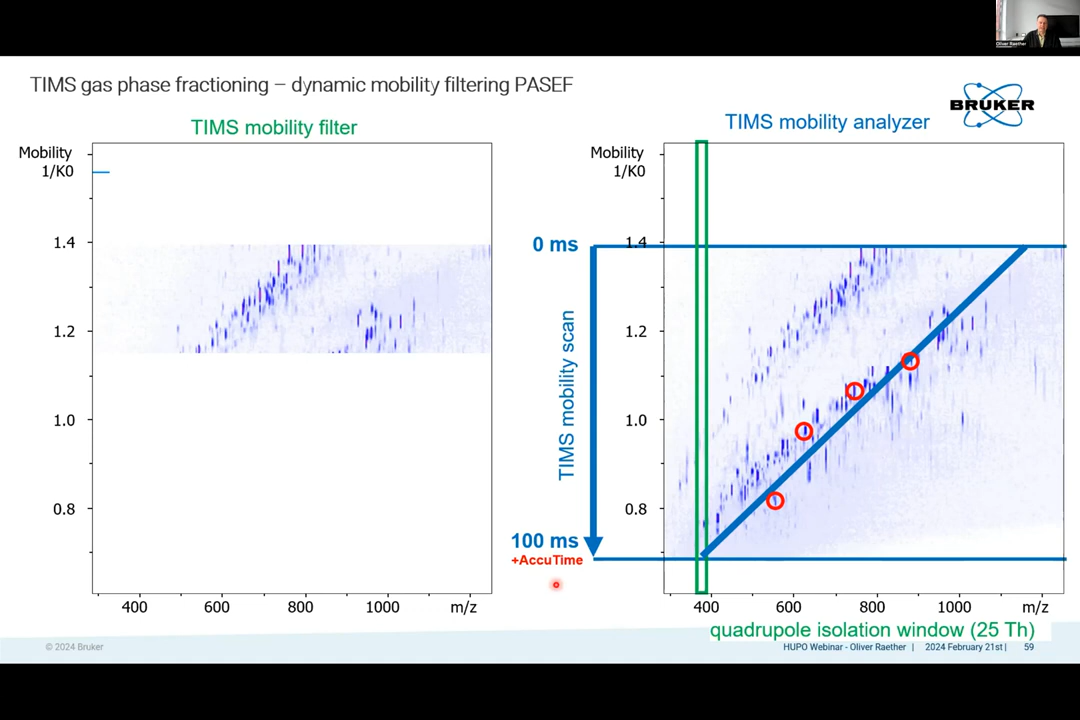 Oliver Raether
TIMS gas phase fractioning – dynamic mobility filtering PASEF
BRUKER
TIMS mobility filter
Mobility
1/K0
1.4
1.2
1.0
0.8
400 600 800 1000 m/z
TIMS mobility analyzer
Mobility
1/K0
0 ms
TIMS mobility scan
100 ms
+AccuTime
1.4
1.2
1.0
0.8
400 600 800 1000 m/z
quadrupole isolation window (25 Th)
© 2024 Bruker
HUPO Webinar - Oliver Raether | 2024 February 21st | 59